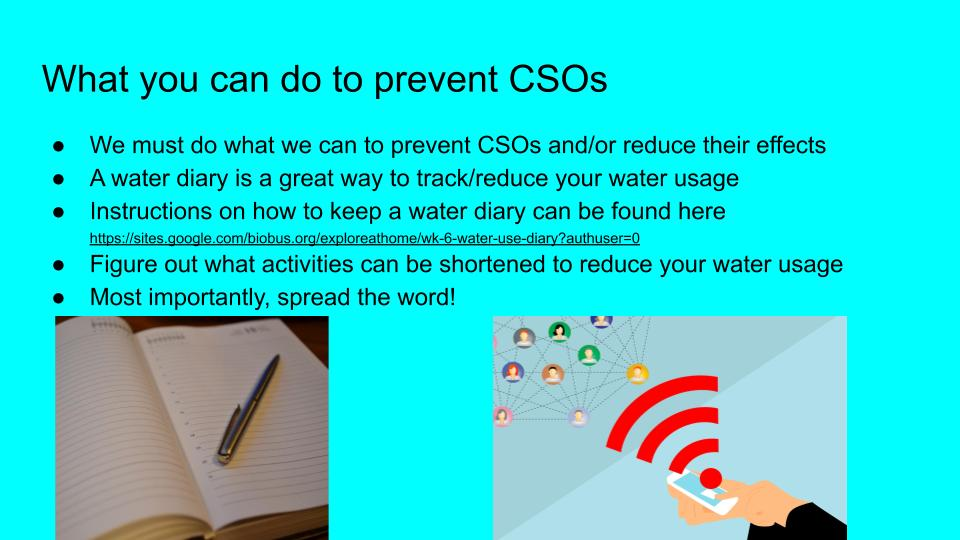 What you can do to prevent CSOs
● We must do what we can to prevent CSOs and/or reduce their effects
● A water diary is a great way to track/reduce your water usage
● Instructions on how to keep a water diary can be found here
https://sites.google.com/biobus.org/exploreathome/wk-6-water-use-diary?authuser=0
● Figure out what activities can be shortened to reduce your water usage
● Most importantly, spread the word!